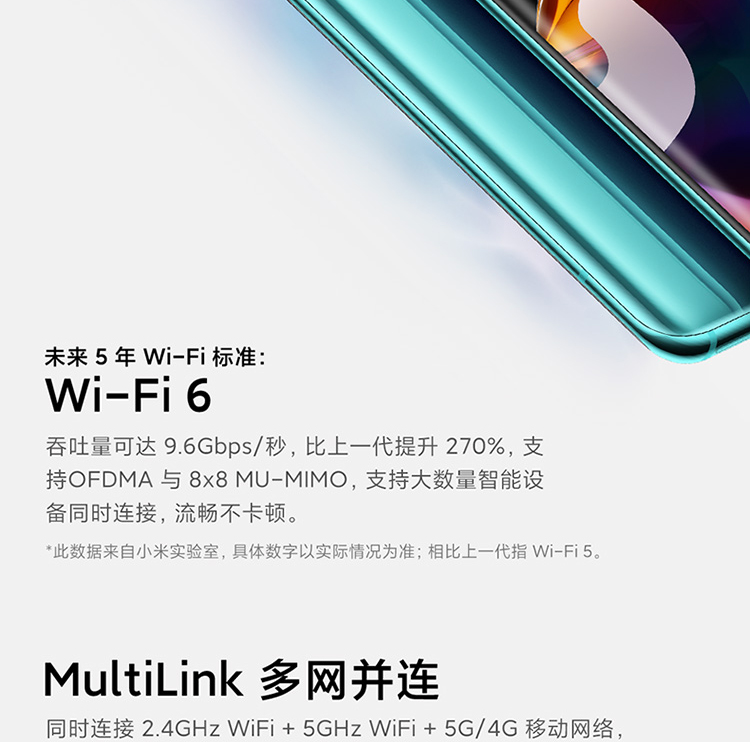 未来 5 年 Wi-Fi 标准：
Wi-Fi 6
吞吐量可达 9.6Gbps/秒，比上一代提升 270%，支
持OFDMA 与 8x8 MU-MIMO，支持大数量智能设
备同时连接，流畅不卡顿。
*此数据来自小米实验室，具体数字以实际情况为准；相比上一代指 Wi-Fi 5。
MultiLink 多网并连
同时连接 2.4GHz WiFi + 5GHz WiFi + 5G/4G 移动网络，